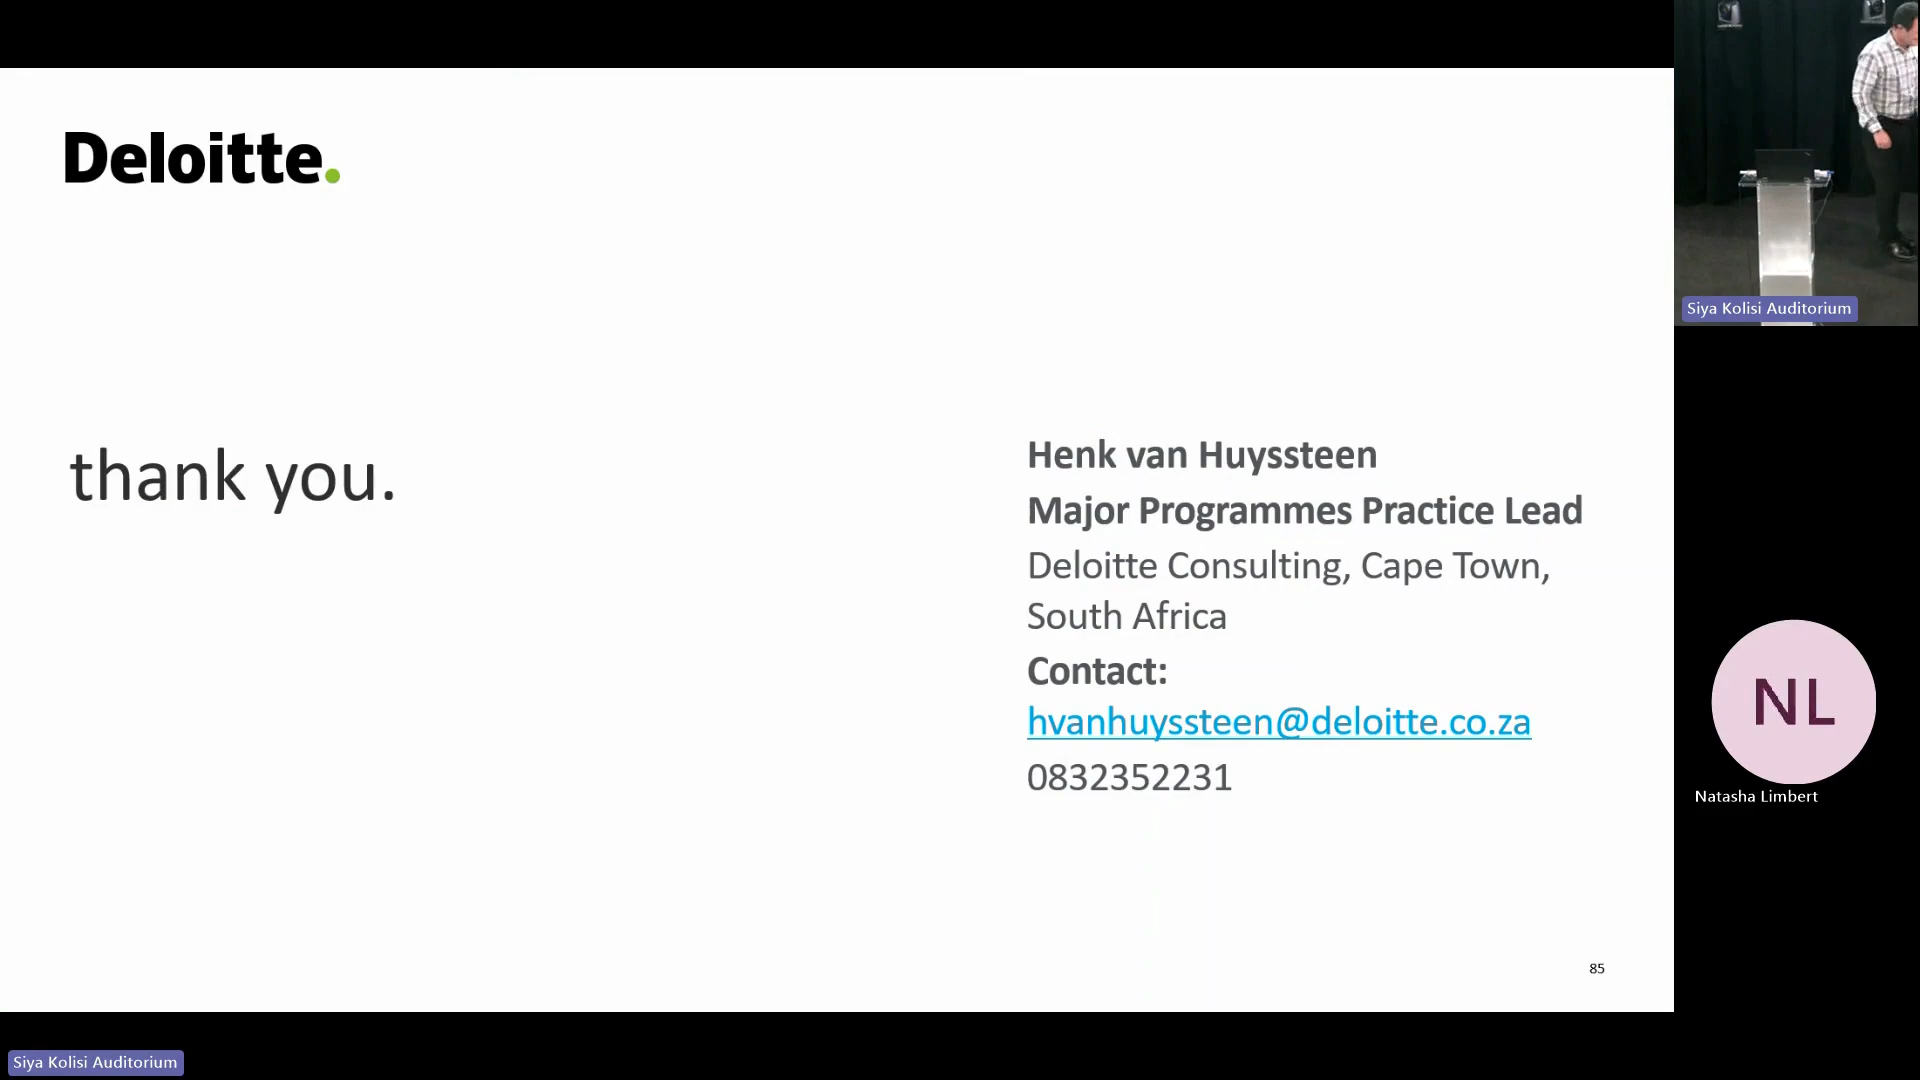 Deloitte.
thank you.
Henk van Huyssteen
Major Programmes Practice Lead
Deloitte Consulting, Cape Town,
South Africa
Contact:
hvanhuyssteen@deloitte.co.za
0832352231
85
Siya Kolisi Auditorium
NL
Natasha Limbert
Siya Kolisi Auditorium